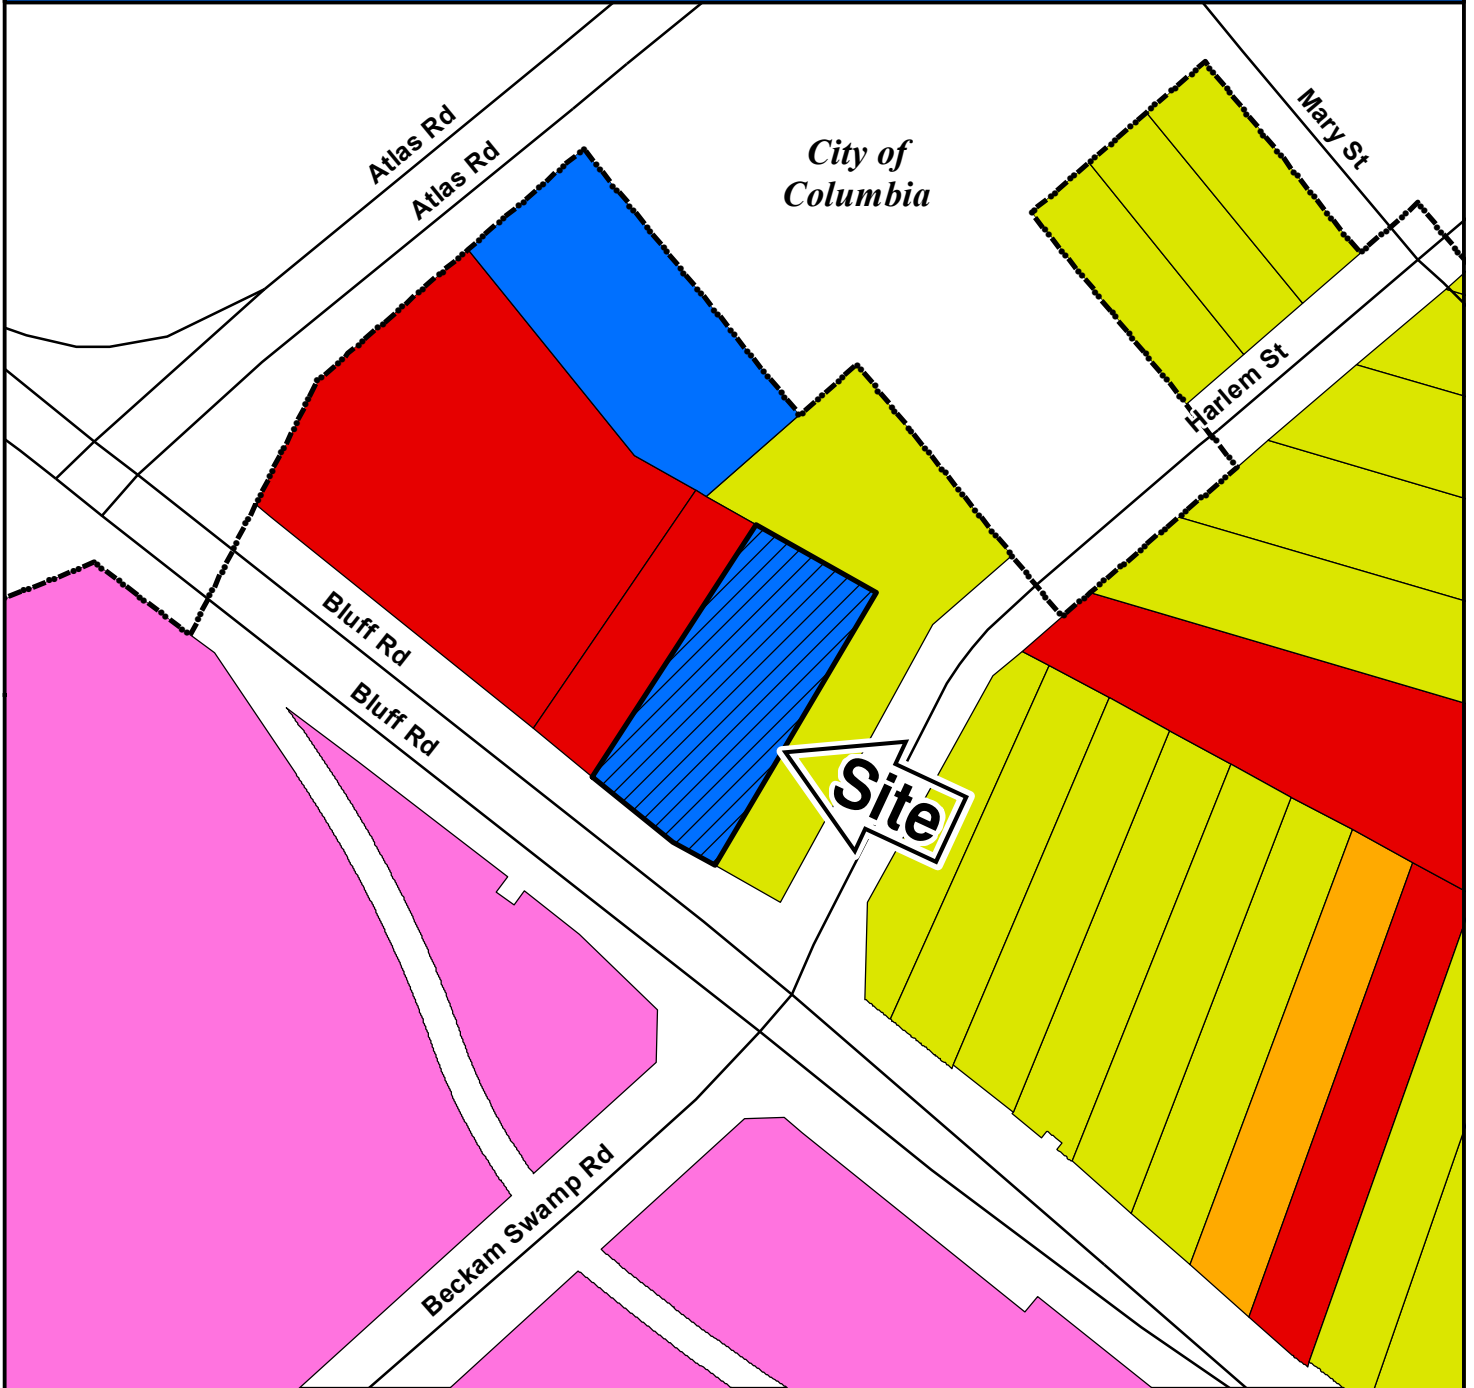 Atlas Rd
Atlas Rd
City of
Columbia
Mary St
Harlem St
Bluff Rd
Bluff Rd
Site
Beckam Swamp Rd